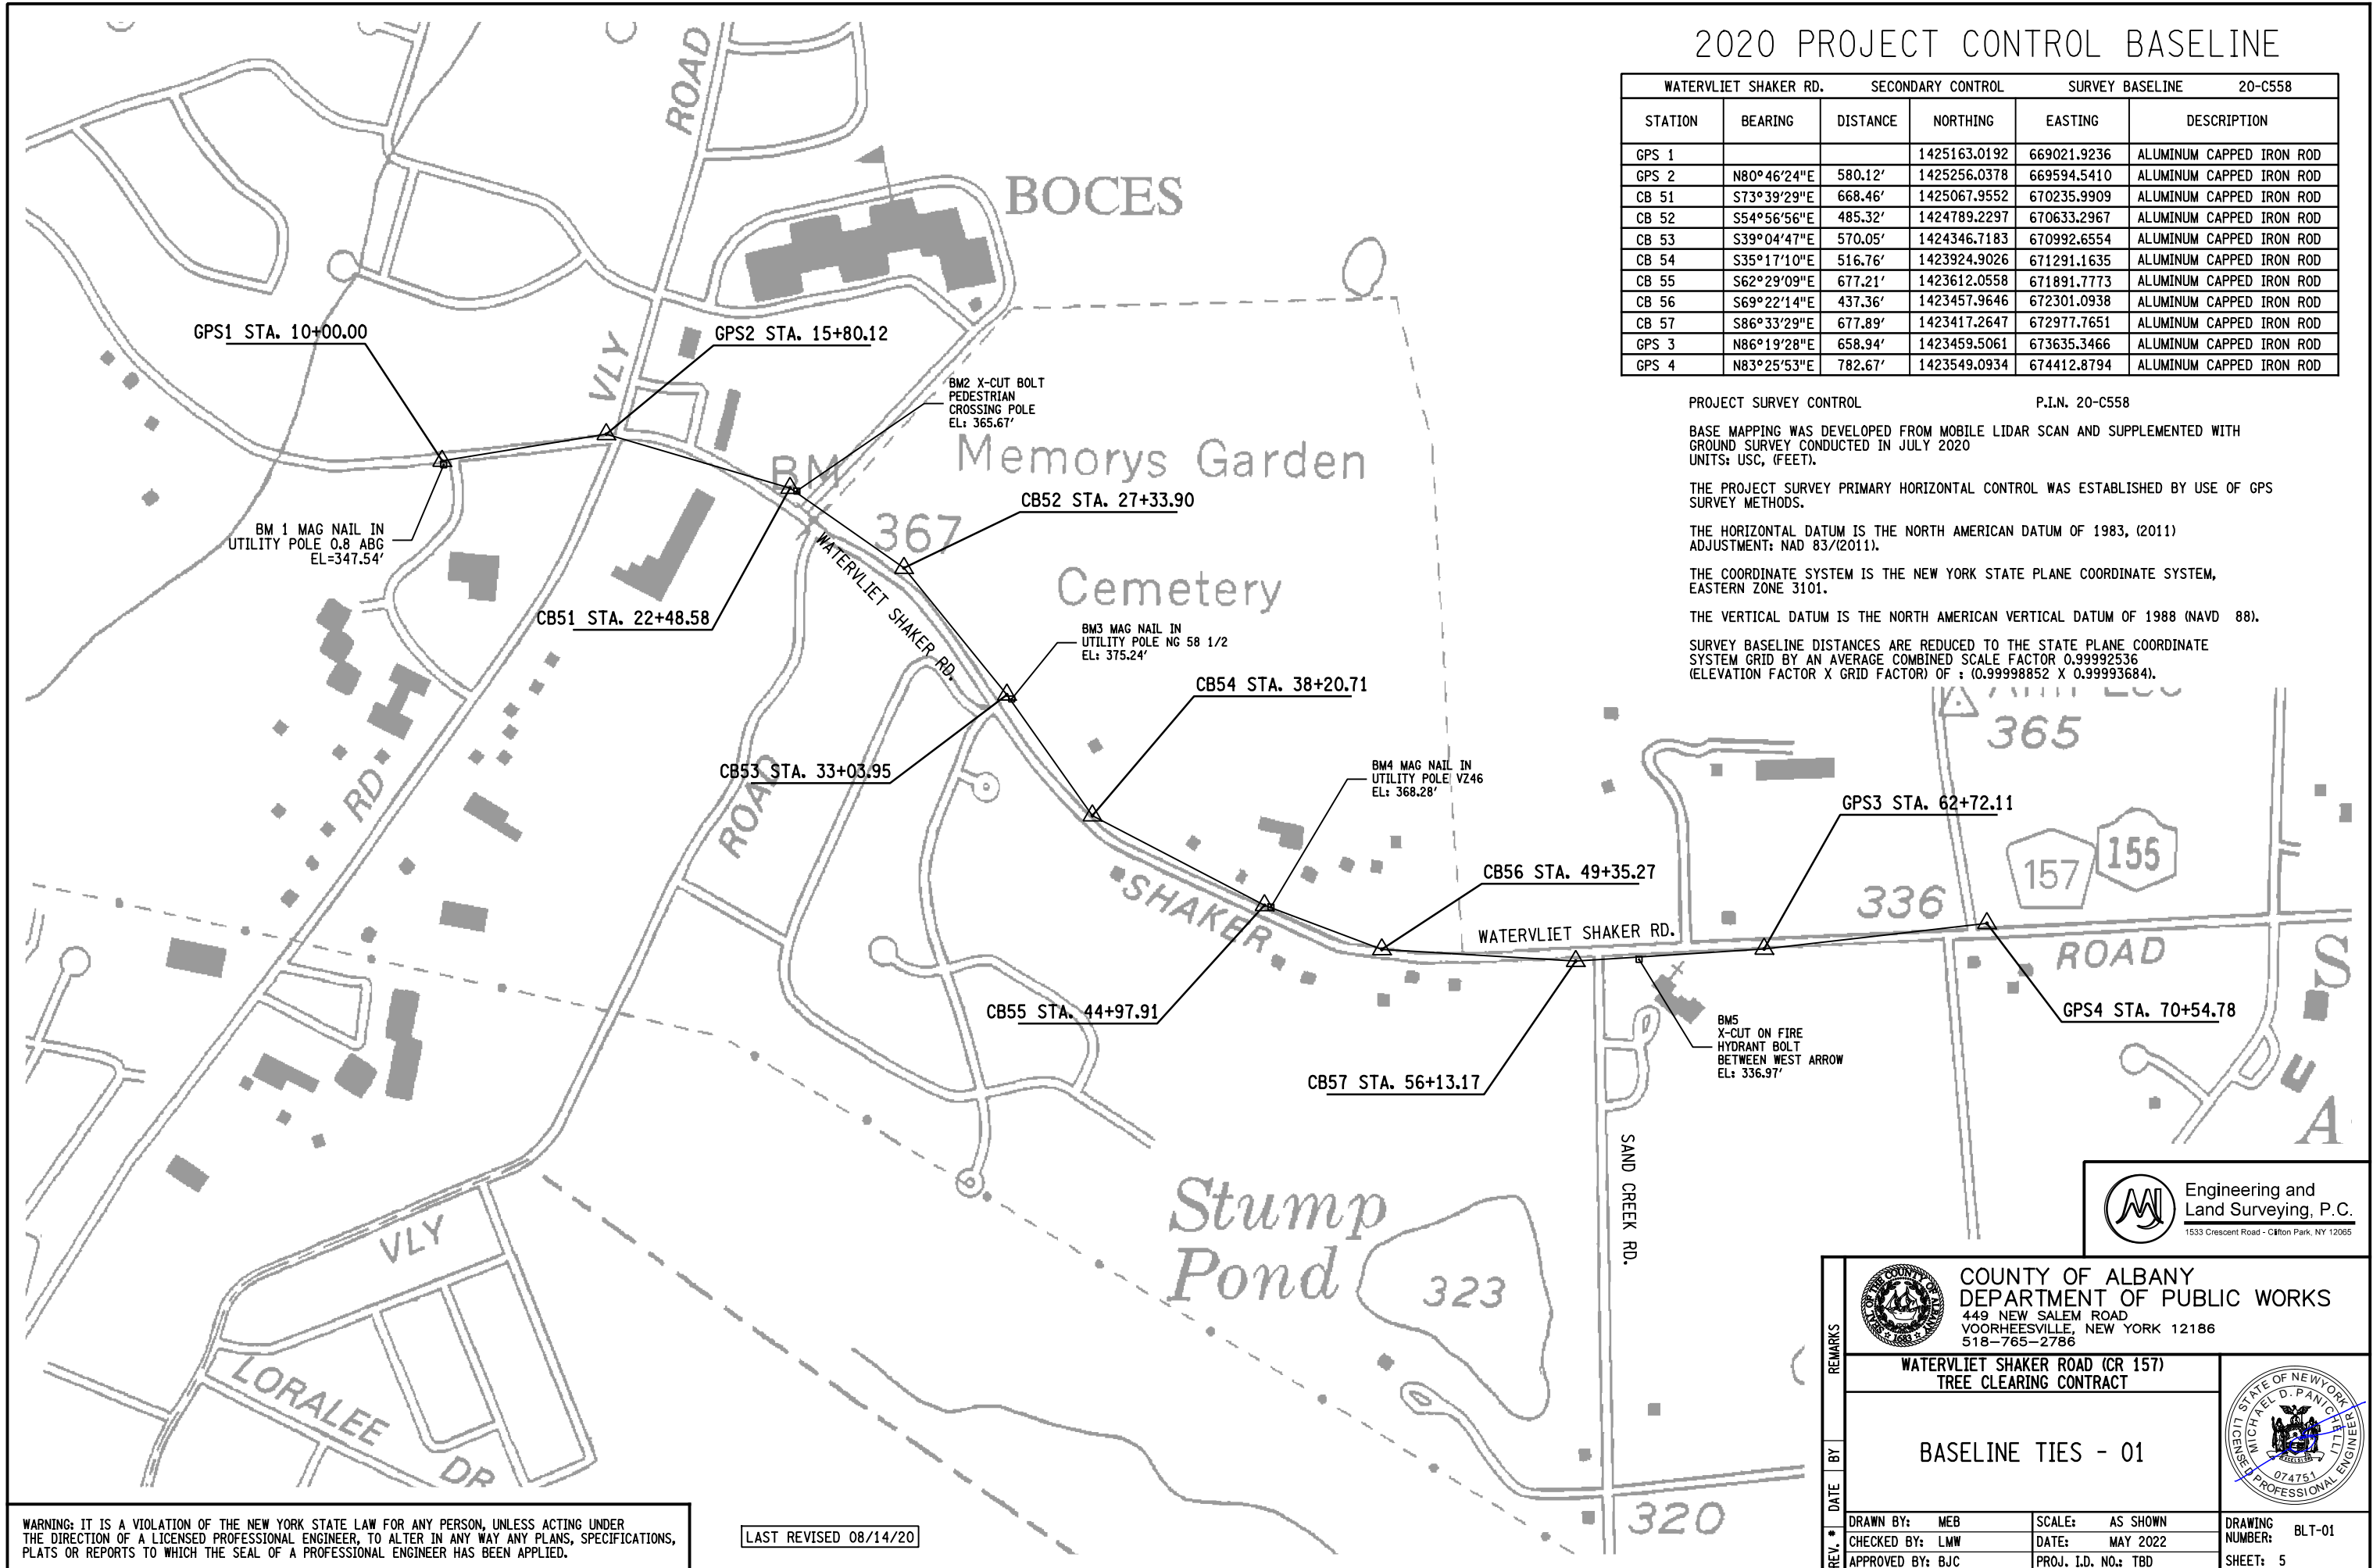 2020 PROJECT CONTROL BASELINE
WATERVLIET SHAKER RD. SECONDARY CONTROL SURVEY BASELINE 20-C558
STATION BEARING DISTANCE NORTHING EASTING DESCRIPTION
GPS 1 1425163.0192 669021.9236 ALUMINUM CAPPED IRON ROD
GPS 2 N80°46'24"E 580.12' 1425256.0378 669594.5410 ALUMINUM CAPPED IRON ROD
CB 51 S73°39'29"E 668.46' 1425067.9552 670235.9909 ALUMINUM CAPPED IRON ROD
CB 52 S54°56'56"E 485.32' 1424789.2297 670633.2967 ALUMINUM CAPPED IRON ROD
CB 53 S39°04'47"E 570.05' 1424346.7183 670992.6554 ALUMINUM CAPPED IRON ROD
CB 54 S35°17'10"E 516.76' 1423924.9026 671291.1635 ALUMINUM CAPPED IRON ROD
CB 55 S62°29'09"E 677.21' 1423612.0558 671891.7773 ALUMINUM CAPPED IRON ROD
CB 56 S69°22'14"E 437.36' 1423457.9646 672301.0938 ALUMINUM CAPPED IRON ROD
CB 57 S86°33'29"E 677.89' 1423417.2647 672977.7651 ALUMINUM CAPPED IRON ROD
GPS 3 N86°19'28"E 658.94' 1423459.5061 673635.3466 ALUMINUM CAPPED IRON ROD
GPS 4 N83°25'53"E 782.67' 1423549.0934 674412.8794 ALUMINUM CAPPED IRON ROD
PROJECT SURVEY CONTROL P.I.N. 20-C558
BASE MAPPING WAS DEVELOPED FROM MOBILE LIDAR SCAN AND SUPPLEMENTED WITH
GROUND SURVEY CONDUCTED IN JULY 2020
UNITS: USC, (FEET).
THE PROJECT SURVEY PRIMARY HORIZONTAL CONTROL WAS ESTABLISHED BY USE OF GPS
SURVEY METHODS.
THE HORIZONTAL DATUM IS THE NORTH AMERICAN DATUM OF 1983, (2011)
ADJUSTMENT: NAD 83/(2011).
THE COORDINATE SYSTEM IS THE NEW YORK STATE PLANE COORDINATE SYSTEM,
EASTERN ZONE 3101.
THE VERTICAL DATUM IS THE NORTH AMERICAN VERTICAL DATUM OF 1988 (NAVD 88).
SURVEY BASELINE DISTANCES ARE REDUCED TO THE STATE PLANE COORDINATE
SYSTEM GRID BY AN AVERAGE COMBINED SCALE FACTOR 0.99992536
(ELEVATION FACTOR X GRID FACTOR) OF : (0.99998852 X 0.99993684).
ROAD
BOCES
VLY
GPS1 STA. 10+00.00
GPS2 STA. 15+80.12
BM2 X-CUT BOLT
PEDESTRIAN
CROSSING POLE
EL: 365.67'
Memorys Garden
BM
CB52 STA. 27+33.90
367
BM 1 MAG NAIL IN
UTILITY POLE 0.8 ABG
EL=347.54'
WATERVLIET SHAKER RD.
Cemetery
CB51 STA. 22+48.58
BM3 MAG NAIL IN
UTILITY POLE NG 58 1/2
EL: 375.24'
CB54 STA. 38+20.71
365
CB53 STA. 33+03.95
RD
ROAD
BM4 MAG NAIL IN
UTILITY POLE VZ46
EL: 368.28'
GPS3 STA. 62+72.11
157
155
CB56 STA. 49+35.27
SHAKER
336
WATERVLIET SHAKER RD.
ROAD
S
CB55 STA. 44+97.91
GPS4 STA. 70+54.78
BM5
X-CUT ON FIRE
HYDRANT BOLT
BETWEEN WEST ARROW
EL: 336.97'
CB57 STA. 56+13.17
A
SAND CREEK RD.
Stump
Pond
323
VLY
LORALEE
DR
320
Engineering and
Land Surveying, P.C.
1533 Crescent Road - Clifton Park, NY 12065
SEAL OF THE COUNTY OF ALBANY
1683
COUNTY OF ALBANY
DEPARTMENT OF PUBLIC WORKS
449 NEW SALEM ROAD
VOORHEESVILLE, NEW YORK 12186
518-765-2786
WATERVLIET SHAKER ROAD (CR 157)
TREE CLEARING CONTRACT
BASELINE TIES - 01
STATE OF NEW YORK
MICHAEL D. PANICHELLI
074751
LICENSED PROFESSIONAL ENGINEER
REV. * DATE BY REMARKS
DRAWN BY: MEB SCALE: AS SHOWN
CHECKED BY: LMW DATE: MAY 2022
APPROVED BY: BJC PROJ. I.D. NO.: TBD
DRAWING
NUMBER: BLT-01
SHEET: 5
WARNING: IT IS A VIOLATION OF THE NEW YORK STATE LAW FOR ANY PERSON, UNLESS ACTING UNDER
THE DIRECTION OF A LICENSED PROFESSIONAL ENGINEER, TO ALTER IN ANY WAY ANY PLANS, SPECIFICATIONS,
PLATS OR REPORTS TO WHICH THE SEAL OF A PROFESSIONAL ENGINEER HAS BEEN APPLIED.
LAST REVISED 08/14/20